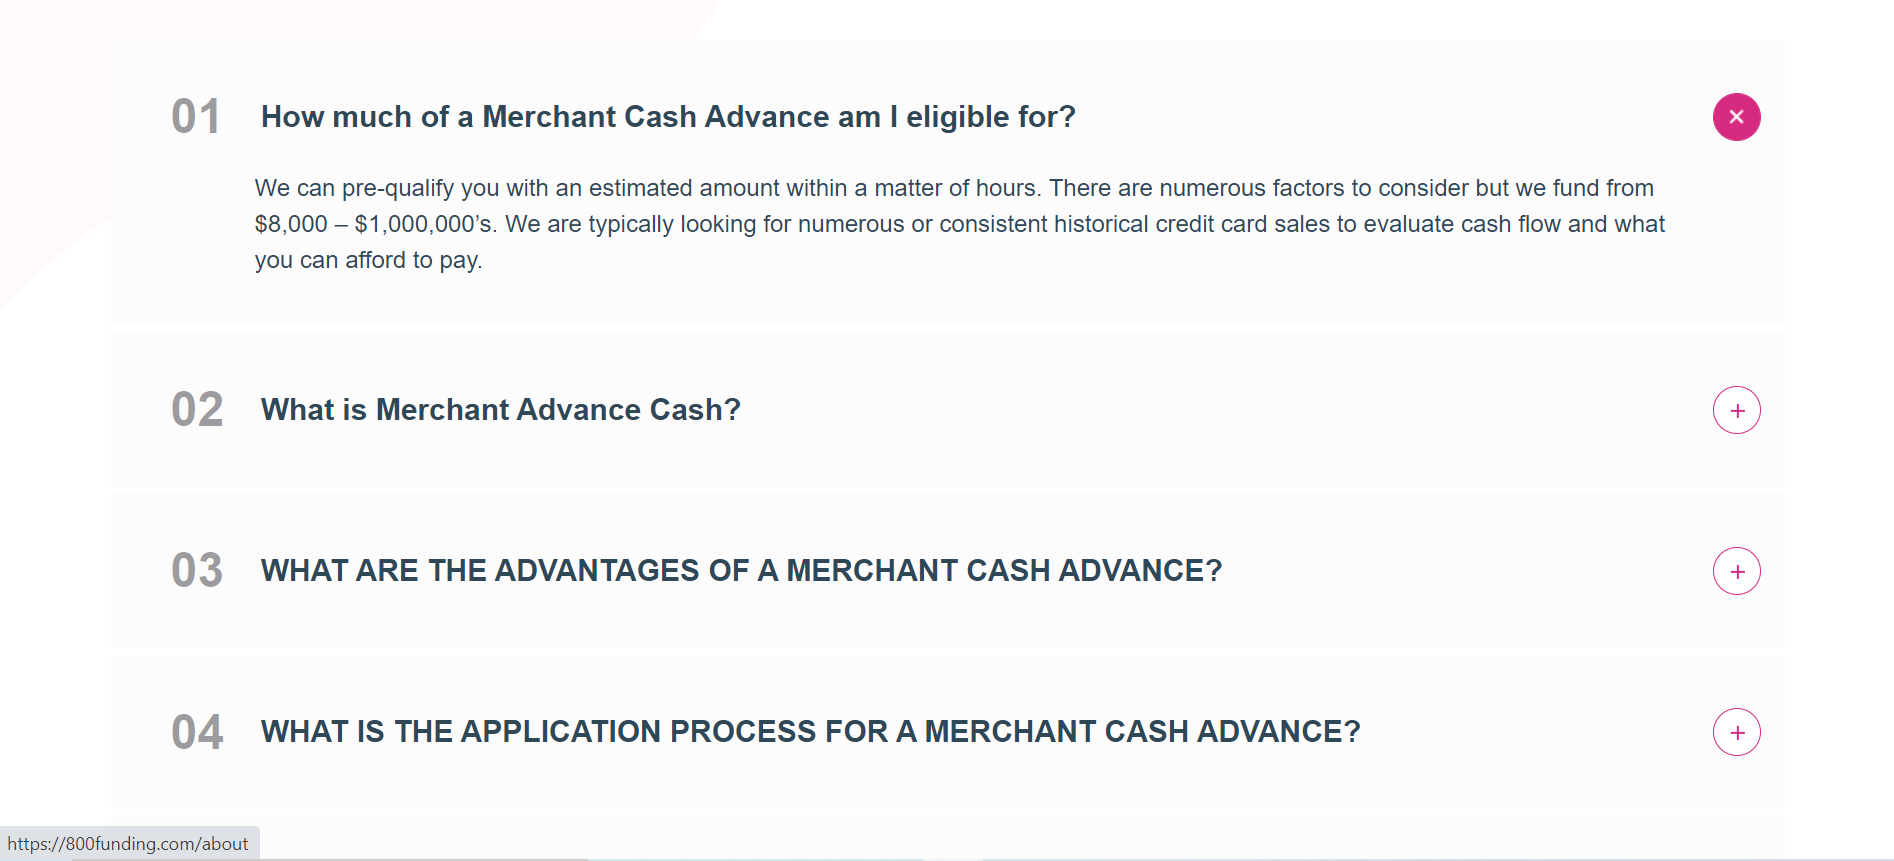 01 How much of a Merchant Cash Advance am I eligible for?
We can pre-qualify you with an estimated amount within a matter of hours. There are numerous factors to consider but we fund from
$8,000 – $1,000,000’s. We are typically looking for numerous or consistent historical credit card sales to evaluate cash flow and what
you can afford to pay.
02 What is Merchant Advance Cash?
03 WHAT ARE THE ADVANTAGES OF A MERCHANT CASH ADVANCE?
04 WHAT IS THE APPLICATION PROCESS FOR A MERCHANT CASH ADVANCE?
https://800funding.com/about